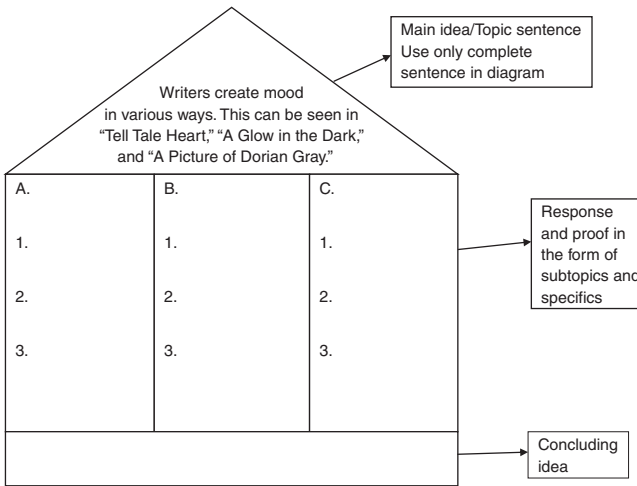 Main idea/Topic sentence
Use only complete
sentence in diagram
Writers create mood
in various ways. This can be seen in
“Tell Tale Heart,” “A Glow in the Dark,”
and “A Picture of Dorian Gray.”
A.
1.
2.
3.
B.
1.
2.
3.
C.
1.
2.
3.
Response
and proof in
the form of
subtopics and
specifics
Concluding
idea